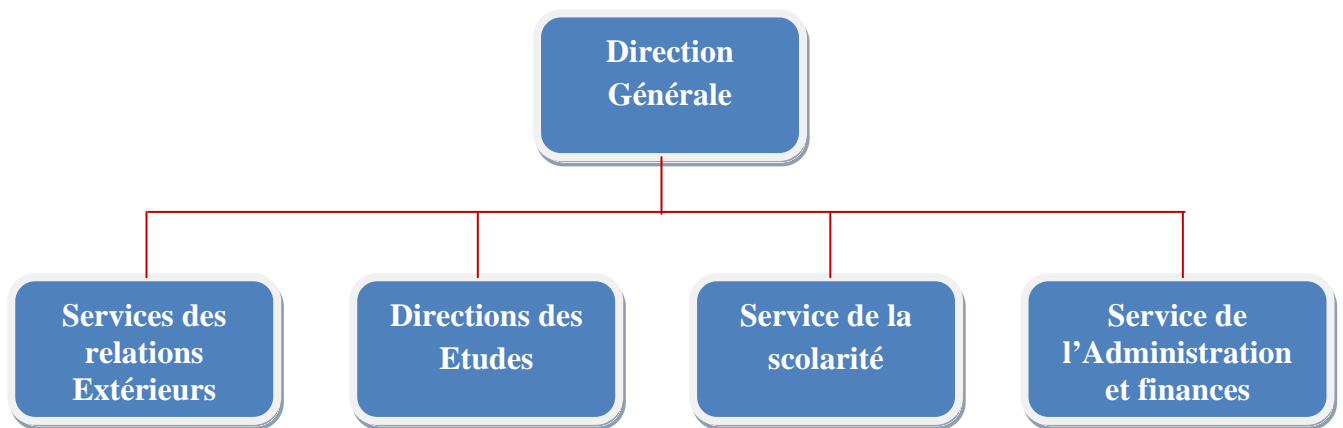 Direction
Générale
Services des
relations
Extérieurs
Directions des
Etudes
Service de la
scolarité
Service de
l’Administration
et finances